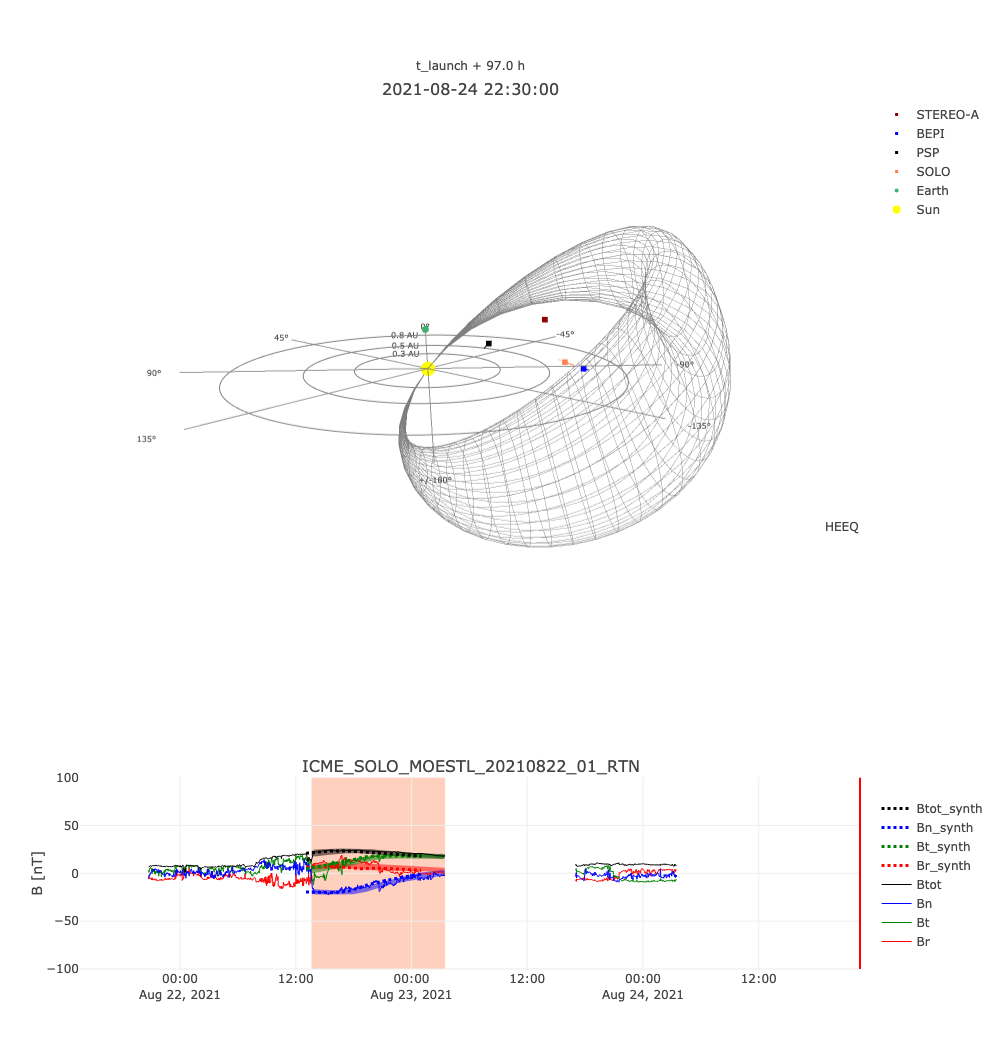 t_launch + 97.0 h
2021-08-24 22:30:00
STEREO-A
BEPI
PSP
SOLO
Earth
Sun
0°
45°
0.8 AU
-45°
0.5 AU
0.3 AU
90°
-90°
135°
-135°
+/-180°
HEEQ
ICME_SOLO_MOESTL_20210822_01_RTN
B [nT]
100
50
0
−50
−100
00:00
Aug 22, 2021
12:00
00:00
Aug 23, 2021
12:00
00:00
Aug 24, 2021
12:00
Btot_synth
Bn_synth
Bt_synth
Br_synth
Btot
Bn
Bt
Br